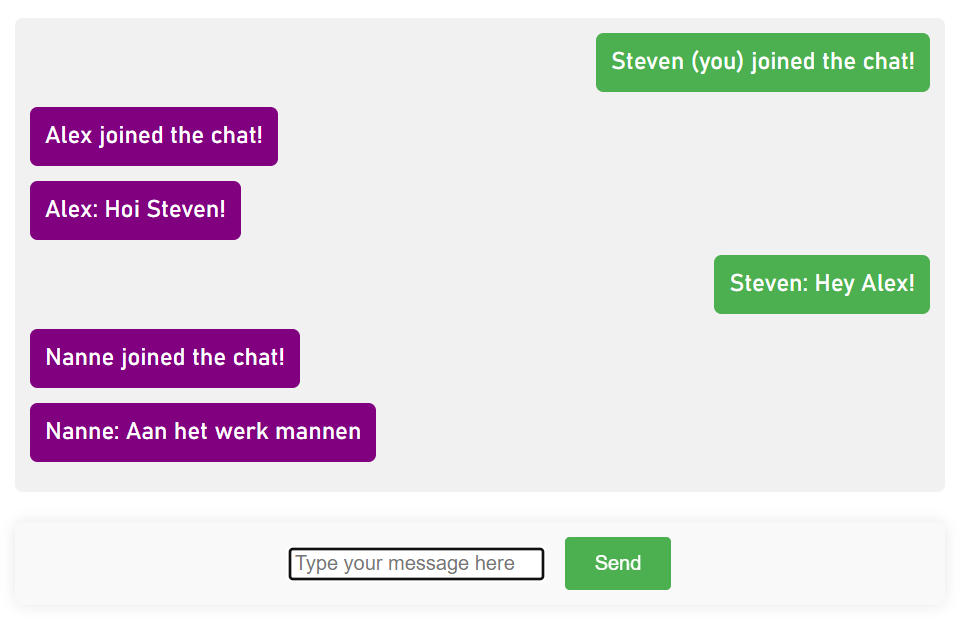 Steven (you) joined the chat!
Alex joined the chat!
Alex: Hoi Steven!
Steven: Hey Alex!
Nanne joined the chat!
Nanne: Aan het werk mannen
Type your message here
Send